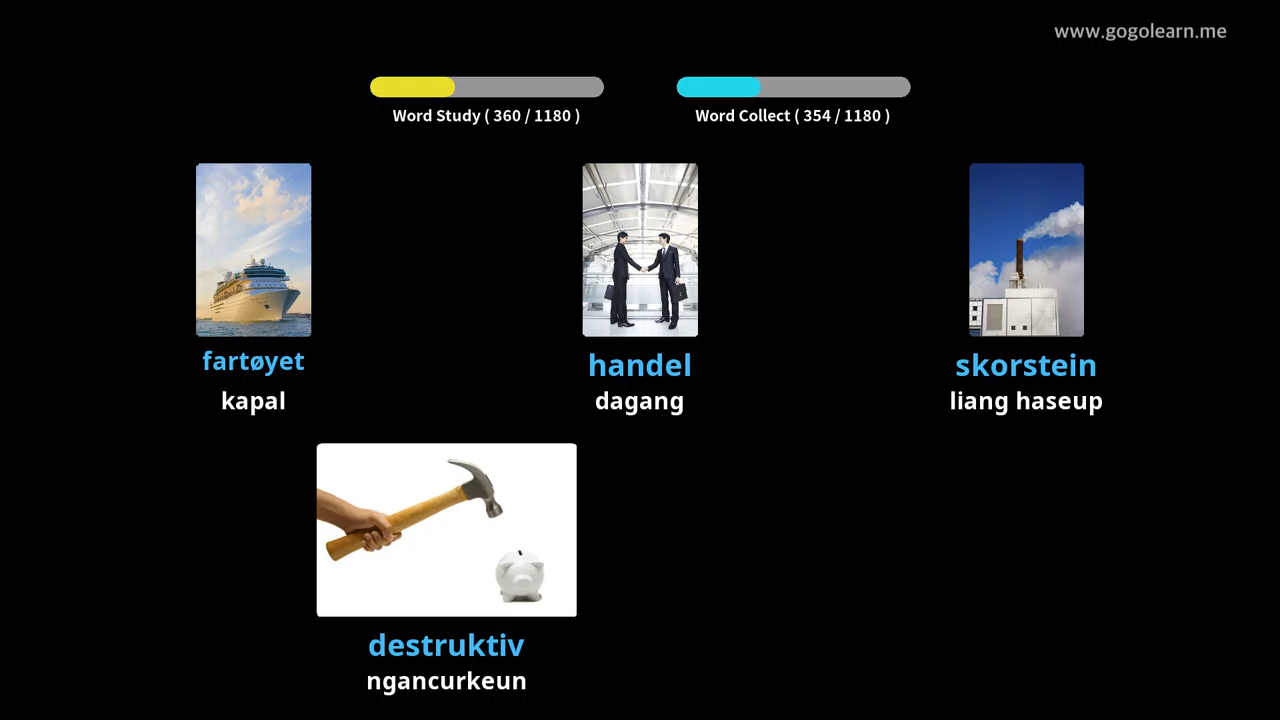 www.gogolearn.me
Word Study ( 360 / 1180 )
Word Collect ( 354 / 1180 )
fartøyet
kapal
handel
dagang
skorstein
liang haseup
destruktiv
ngancurkeun